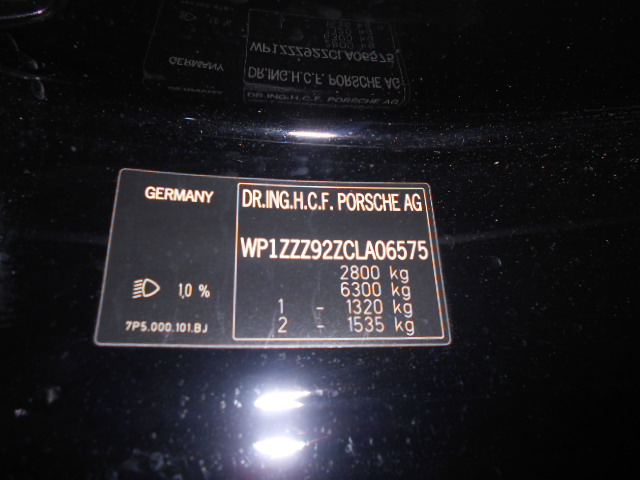 GERMANY
DR.ING.H.C.F. PORSCHE AG
WP1ZZZ92ZCLA06575
2800 kg
6300 kg
1 - 1320 kg
2 - 1535 kg
1.0 %
7P5.000.101.BJ